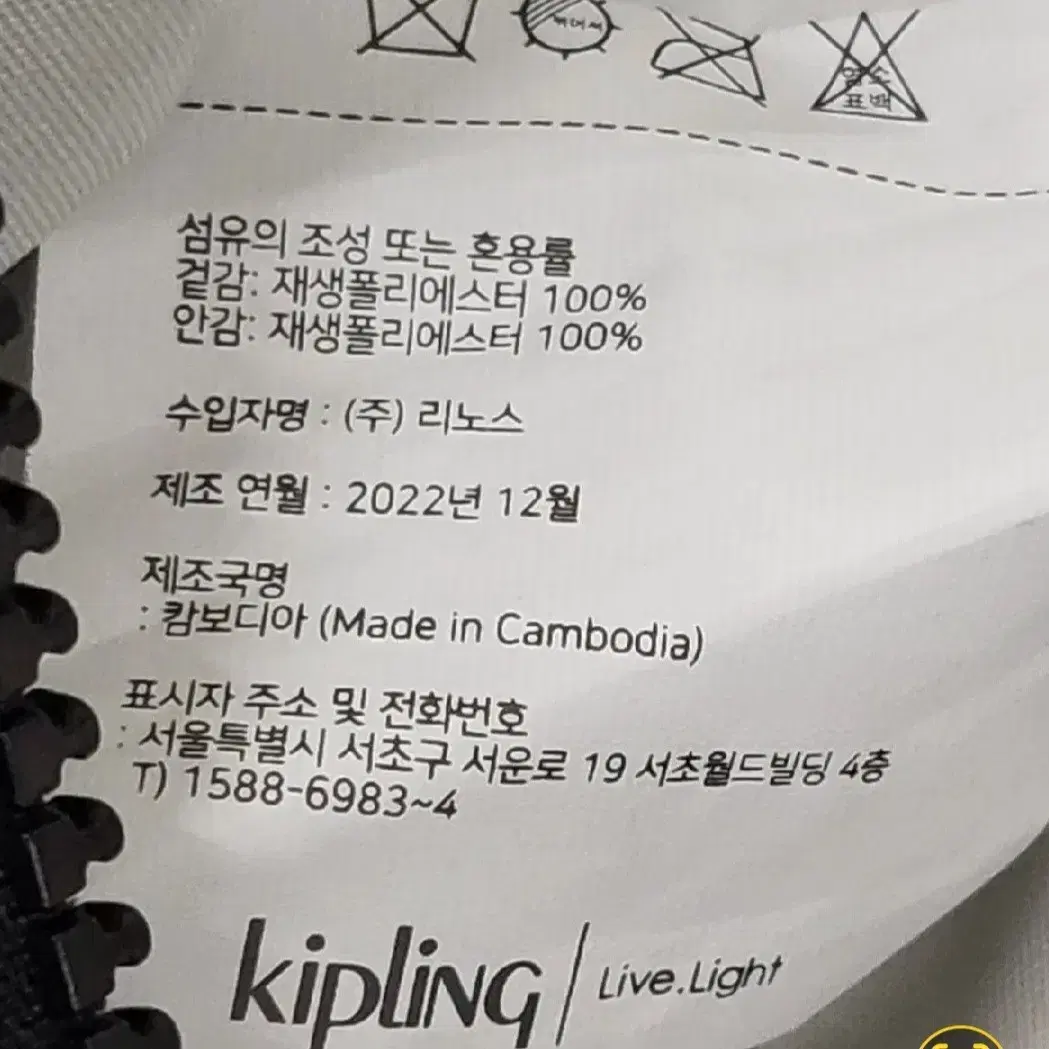 염소
표백
섬유의 조성 또는 혼용률
겉감: 재생폴리에스터 100%
안감: 재생폴리에스터 100%
수입자명 : (주) 리노스
제조 연월 : 2022년 12월
제조국명
: 캄보디아 (Made in Cambodia)
표시자 주소 및 전화번호
: 서울특별시 서초구 서운로 19 서초월드빌딩 4층
T) 1588-6983~4
kipling Live.Light